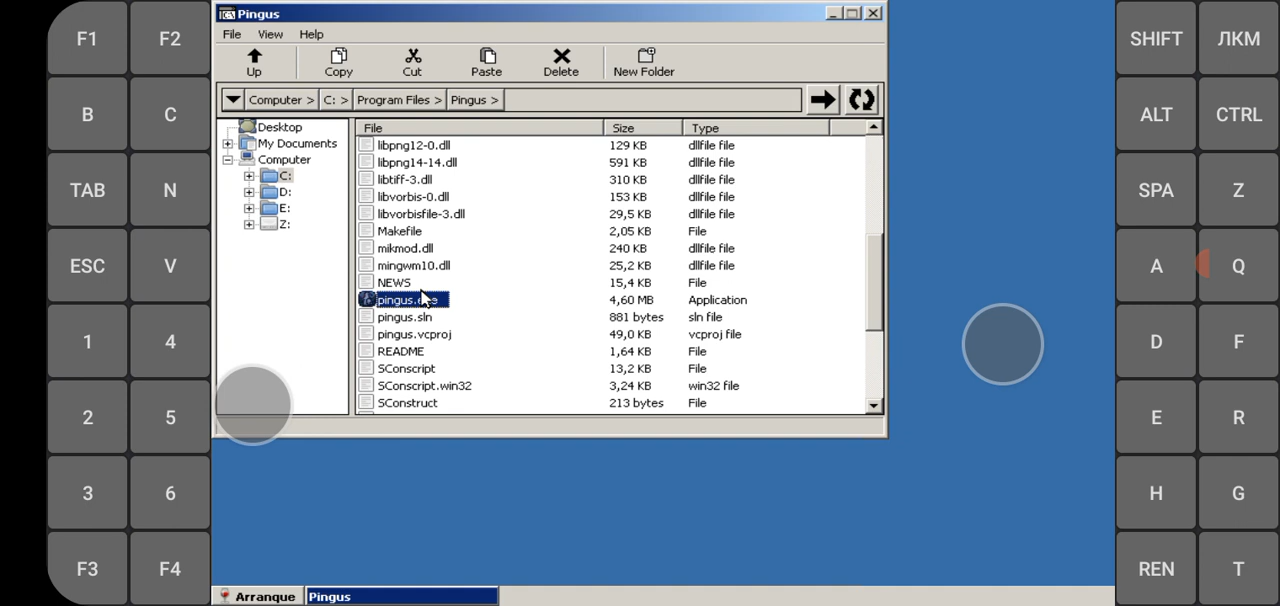 Pingus
File View Help
Up Copy Cut Paste Delete New Folder
Computer > C: > Program Files > Pingus >
Desktop
My Documents
Computer
C:
D:
E:
Z:
File Size Type
libpng12-0.dll 129 KB dllfile file
libpng14-14.dll 591 KB dllfile file
libtiff-3.dll 310 KB dllfile file
libvorbis-0.dll 153 KB dllfile file
libvorbisfile-3.dll 29,5 KB dllfile file
Makefile 2,05 KB File
mikmod.dll 240 KB dllfile file
mingwm10.dll 25,2 KB dllfile file
NEWS 15,4 KB File
pingus.exe 4,60 MB Application
pingus.sln 881 bytes sln file
pingus.vcproj 49,0 KB vcproj file
README 1,64 KB File
SConscript 13,2 KB File
SConscript.win32 3,24 KB win32 file
SConstruct 213 bytes File
Arranque Pingus
F1 F2
B C
TAB N
ESC V
1 4
2 5
3 6
F3 F4
SHIFT ЛКМ
ALT CTRL
SPA Z
A Q
D F
E R
H G
REN T